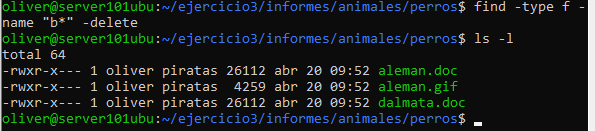 oliver@server101ubu:~/ejercicio3/informes/animales/perros$ find -type f -
name "b*" -delete
oliver@server101ubu:~/ejercicio3/informes/animales/perros$ ls -l
total 64
-rwxr-x--- 1 oliver piratas 26112 abr 20 09:52 aleman.doc
-rwxr-x--- 1 oliver piratas  4259 abr 20 09:52 aleman.gif
-rwxr-x--- 1 oliver piratas 26112 abr 20 09:52 dalmata.doc
oliver@server101ubu:~/ejercicio3/informes/animales/perros$